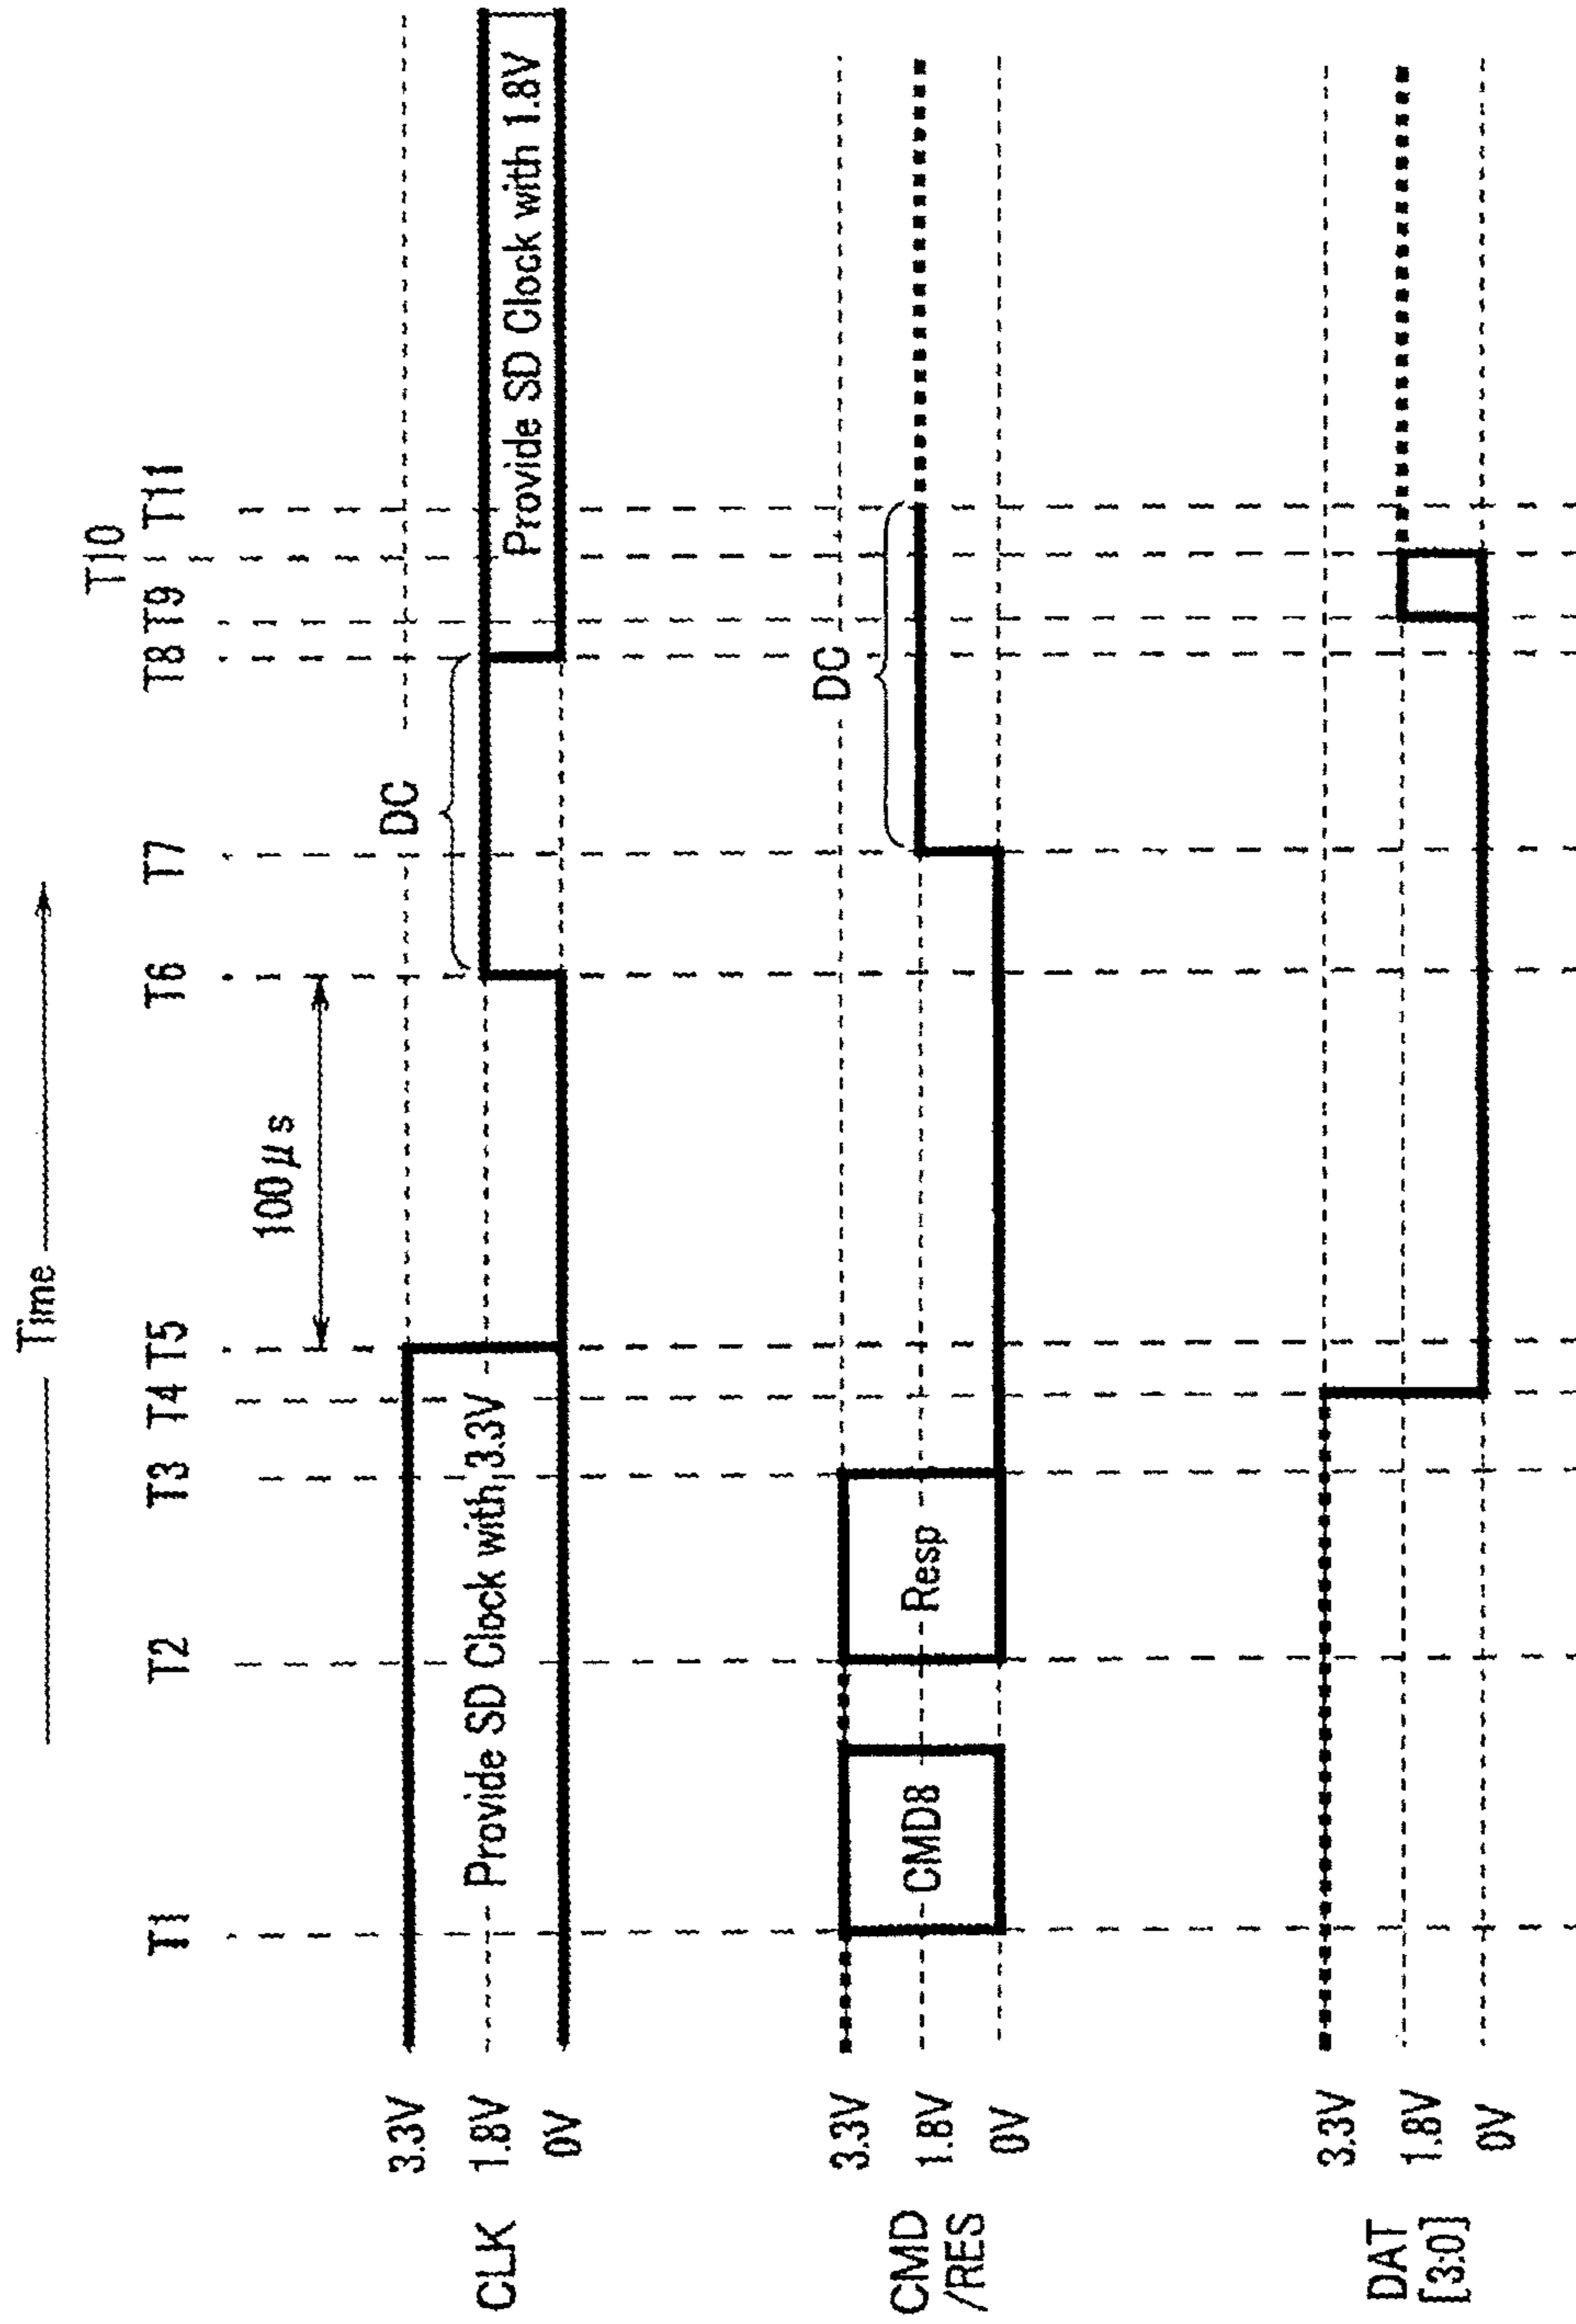 Time
T1 T2 T3 T4 T5 T6 T7 T8 T9 T10 T11
100μs
3.3V
CLK 1.8V Provide SD Clock with 3.3V DC Provide SD Clock with 1.8V
0V
3.3V
CMD
/RES
1.8V CMD8 Resp DC
0V
3.3V
DAT
[3:0]
1.8V
0V